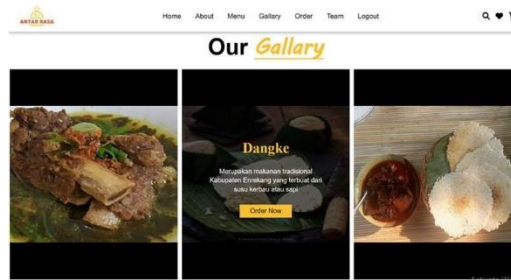 ANTAR RASA
Home About Menu Gallary Order Team Logout
Our Gallary
Dangke
Merupakan makanan tradisional
Kabupaten Enrekang yang terbuat dari
susu kerbau atau sapi
Order Now